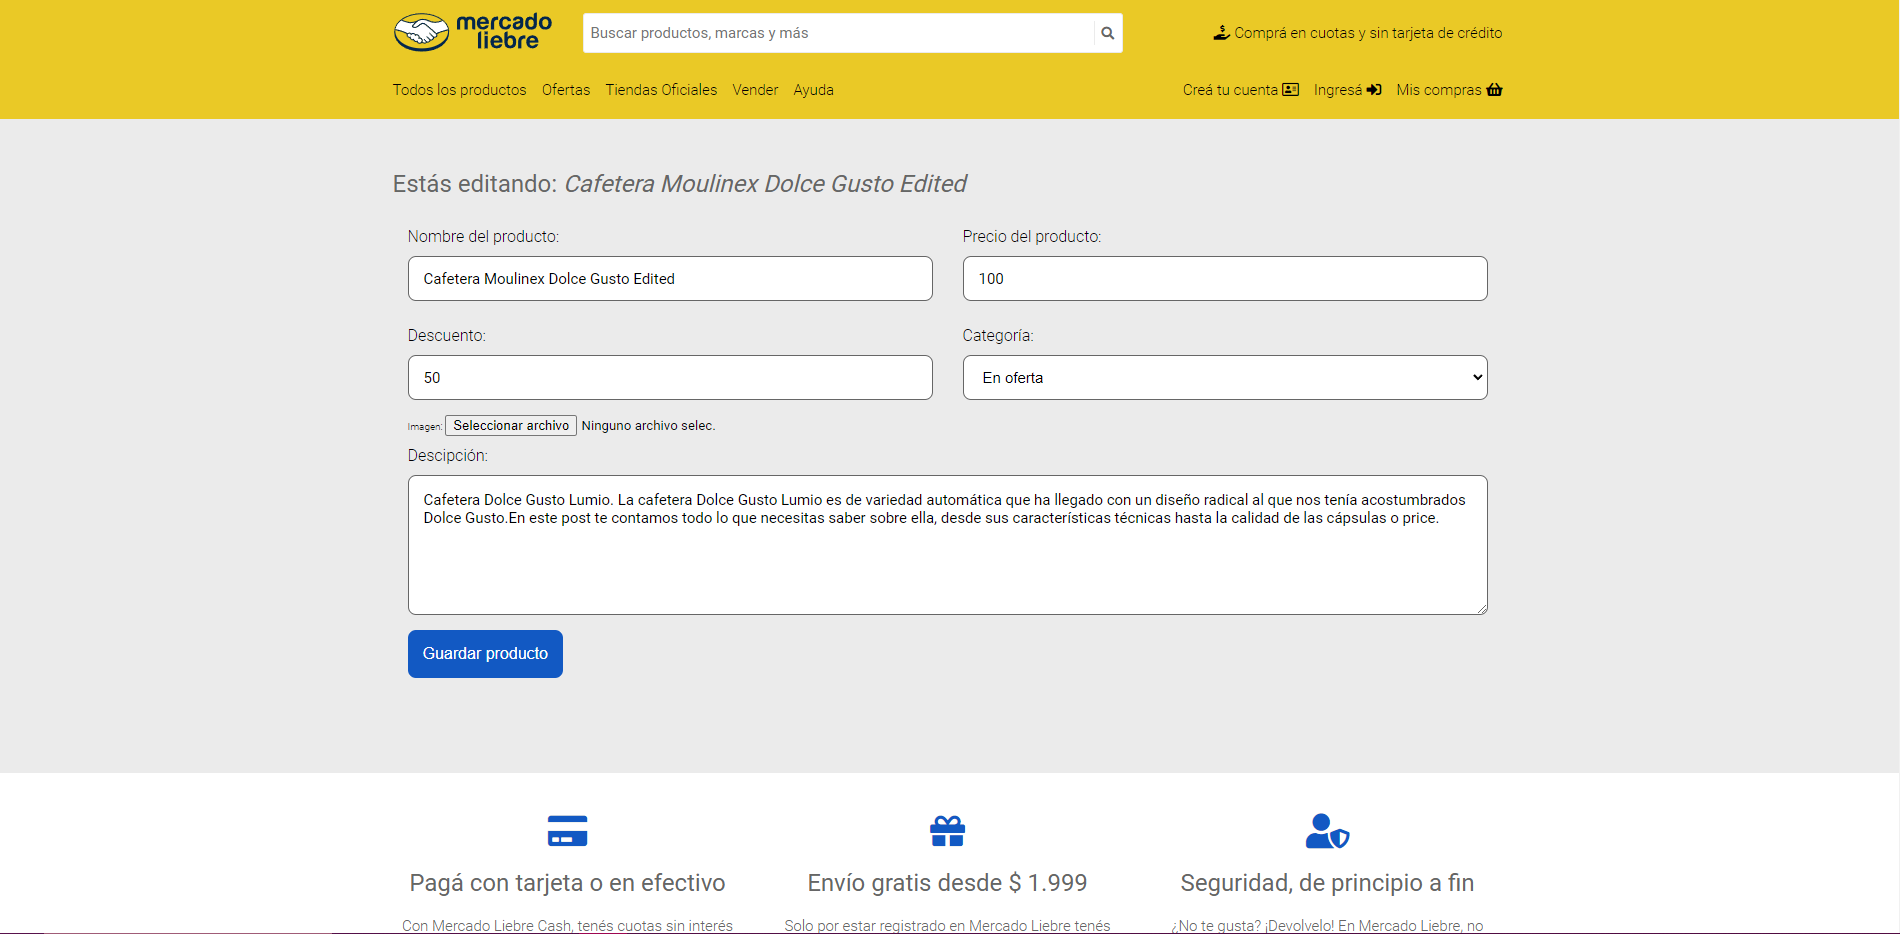 mercado
liebre
Buscar productos, marcas y más
Comprá en cuotas y sin tarjeta de crédito
Todos los productos Ofertas Tiendas Oficiales Vender Ayuda
Creá tu cuenta Ingresá Mis compras
Estás editando: Cafetera Moulinex Dolce Gusto Edited
Nombre del producto: Precio del producto:
Cafetera Moulinex Dolce Gusto Edited 100
Descuento: Categoría:
50 En oferta
Imagen: Seleccionar archivo Ninguno archivo selec.
Descipción:
Cafetera Dolce Gusto Lumio. La cafetera Dolce Gusto Lumio es de variedad automática que ha llegado con un diseño radical al que nos tenía acostumbrados
Dolce Gusto.En este post te contamos todo lo que necesitas saber sobre ella, desde sus características técnicas hasta la calidad de las cápsulas o price.
Guardar producto
Pagá con tarjeta o en efectivo
Con Mercado Liebre Cash, tenés cuotas sin interés
Envío gratis desde $ 1.999
Solo por estar registrado en Mercado Liebre tenés
Seguridad, de principio a fin
¿No te gusta? ¡Devolvelo! En Mercado Liebre, no